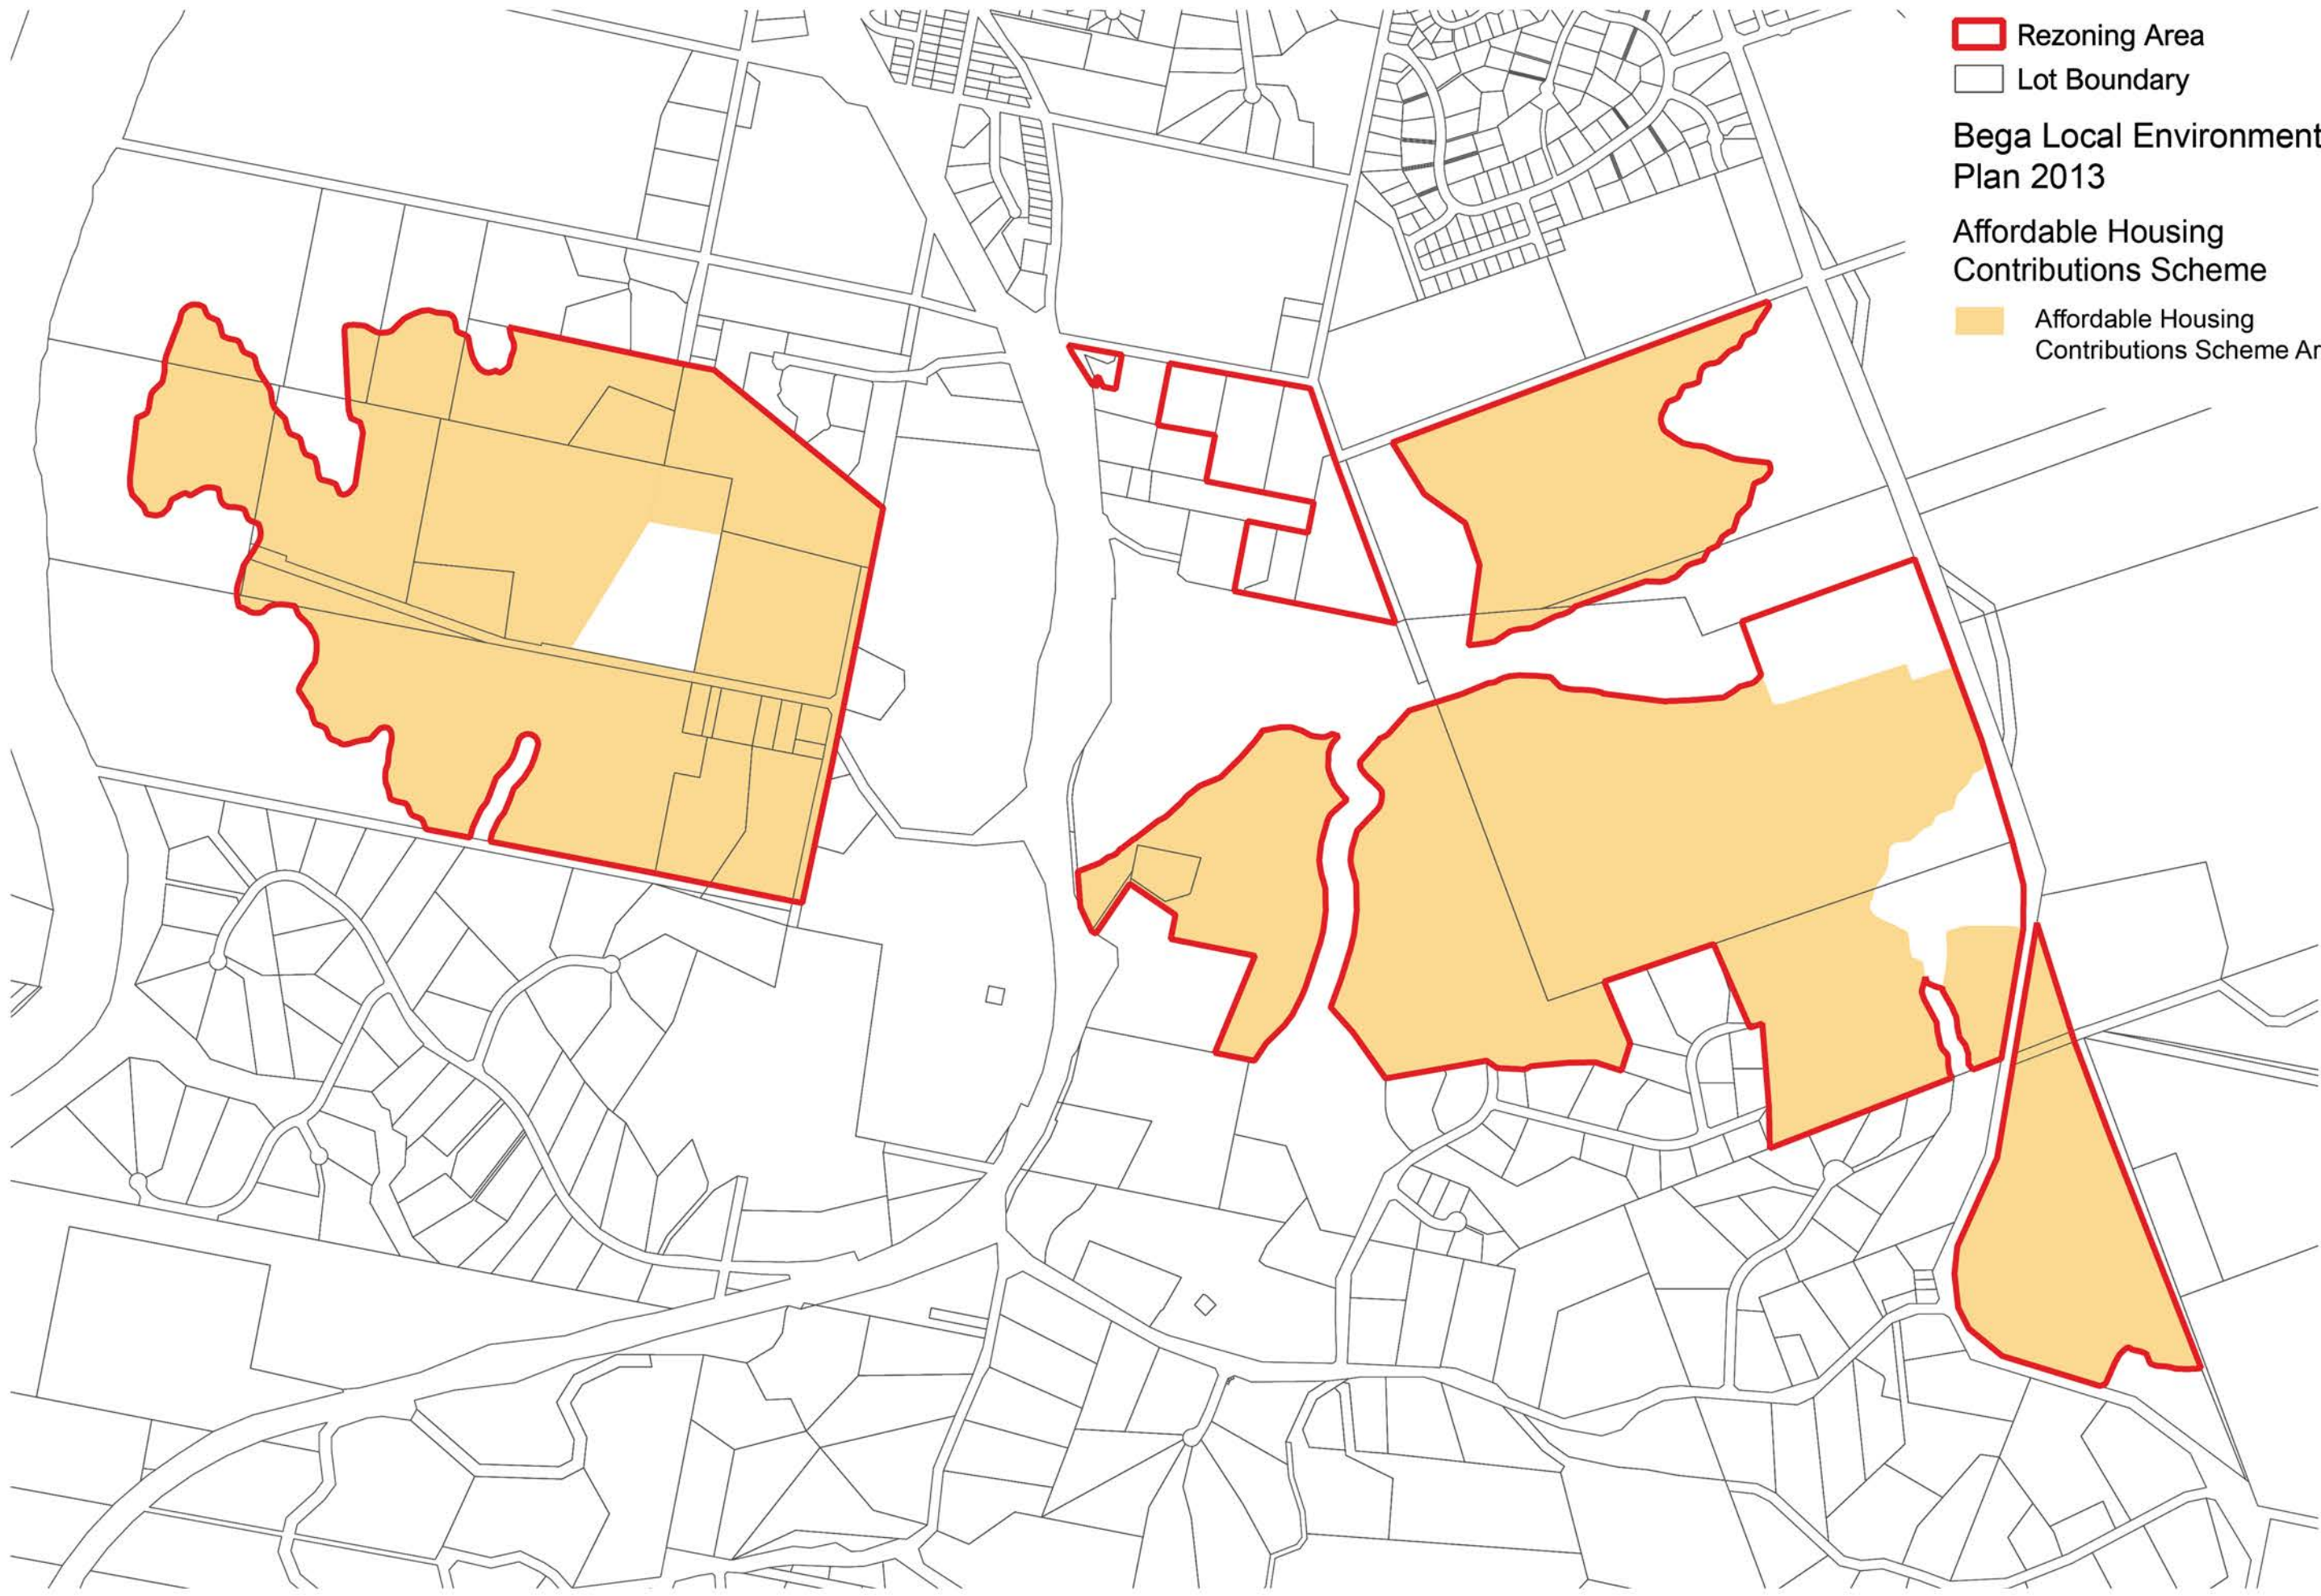 Rezoning Area
Lot Boundary
Bega Local Environment
Plan 2013
Affordable Housing
Contributions Scheme
Affordable Housing
Contributions Scheme Ar